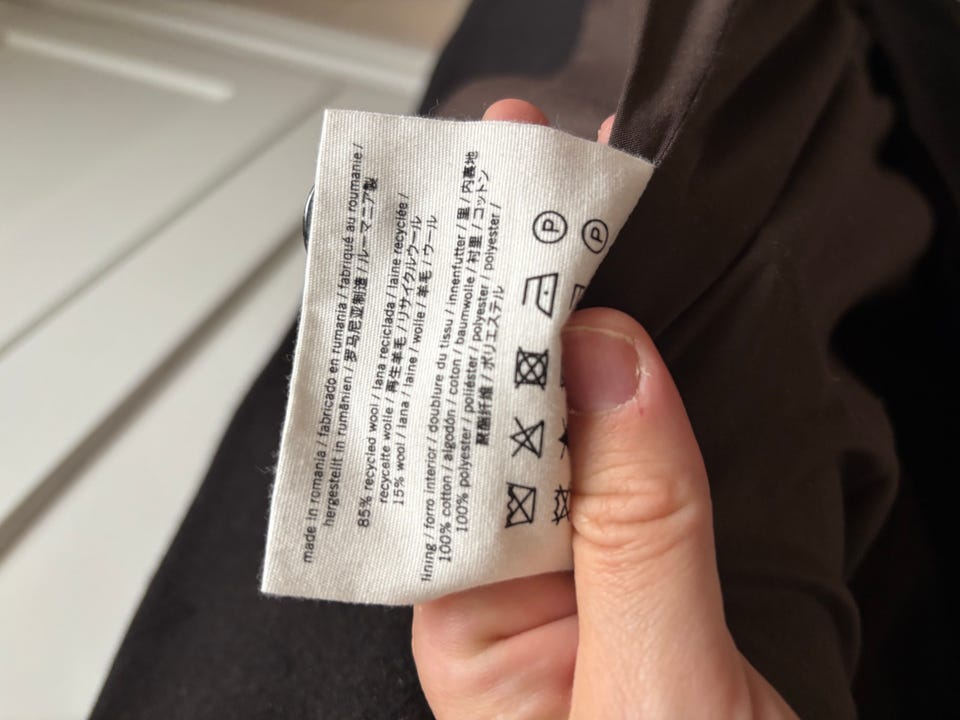 made in romania / fabricado en rumania / fabriqué au roumanie /
hergestellt in rumänien / 罗马尼亚制造 / ルーマニア製
85% recycled wool / lana reciclada / laine recyclée /
recycelte wolle / 再生羊毛 / リサイクルウール
15% wool / lana / laine / wolle / 羊毛 / ウール
lining / forro interior / doublure du tissu / innenfutter / 里 / 内裏地
100% cotton / algodón / coton / baumwolle / 衬里 / コットン
100% polyester / poliéster / polyester / polyester /
聚酯纤维 / ポリエステル
P
P